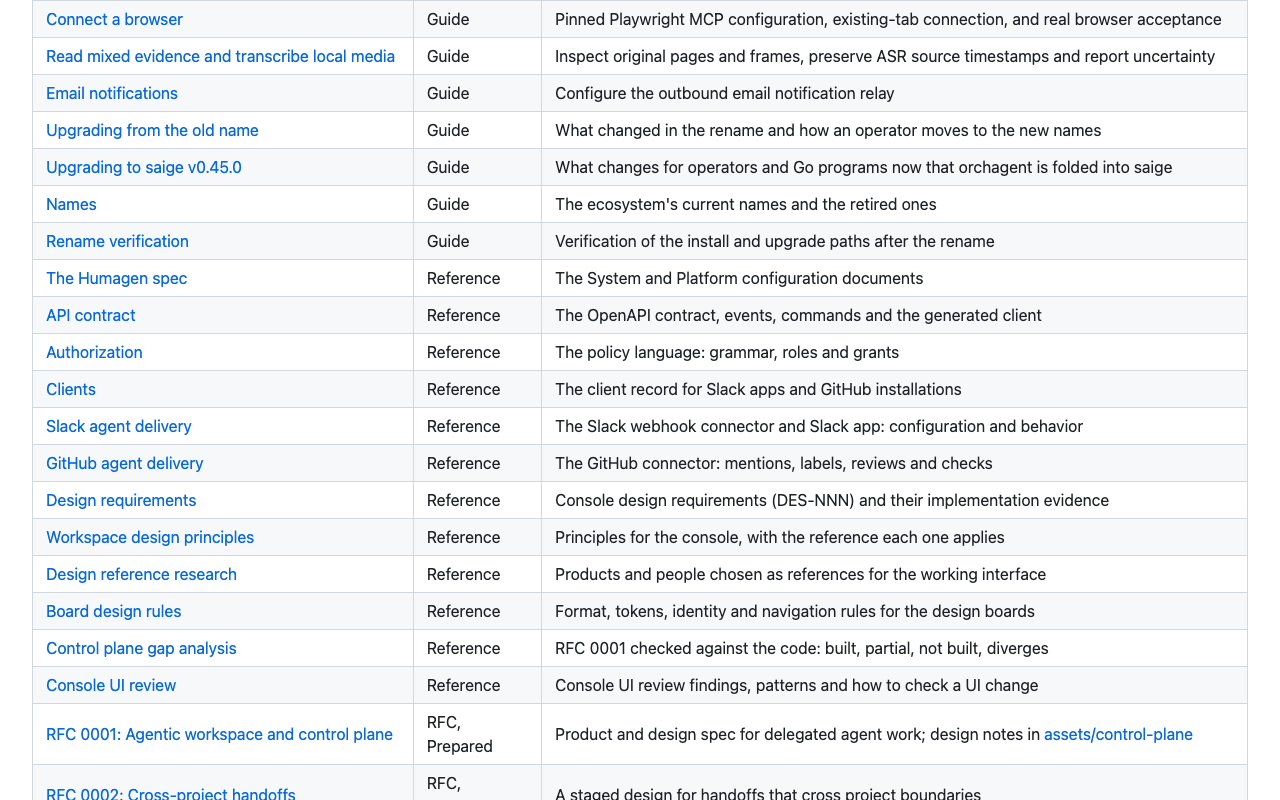 Connect a browser Guide Pinned Playwright MCP configuration, existing-tab connection, and real browser acceptance
Read mixed evidence and transcribe local media Guide Inspect original pages and frames, preserve ASR source timestamps and report uncertainty
Email notifications Guide Configure the outbound email notification relay
Upgrading from the old name Guide What changed in the rename and how an operator moves to the new names
Upgrading to saige v0.45.0 Guide What changes for operators and Go programs now that orchagent is folded into saige
Names Guide The ecosystem's current names and the retired ones
Rename verification Guide Verification of the install and upgrade paths after the rename
The Humagen spec Reference The System and Platform configuration documents
API contract Reference The OpenAPI contract, events, commands and the generated client
Authorization Reference The policy language: grammar, roles and grants
Clients Reference The client record for Slack apps and GitHub installations
Slack agent delivery Reference The Slack webhook connector and Slack app: configuration and behavior
GitHub agent delivery Reference The GitHub connector: mentions, labels, reviews and checks
Design requirements Reference Console design requirements (DES-NNN) and their implementation evidence
Workspace design principles Reference Principles for the console, with the reference each one applies
Design reference research Reference Products and people chosen as references for the working interface
Board design rules Reference Format, tokens, identity and navigation rules for the design boards
Control plane gap analysis Reference RFC 0001 checked against the code: built, partial, not built, diverges
Console UI review Reference Console UI review findings, patterns and how to check a UI change
RFC 0001: Agentic workspace and control plane RFC, Prepared Product and design spec for delegated agent work; design notes in assets/control-plane
RFC 0002: Cross-project handoffs RFC, A staged design for handoffs that cross project boundaries